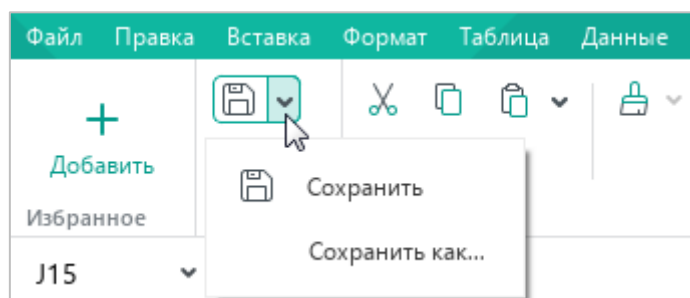 Файл Правка Вставка Формат Таблица Данные
Добавить
Избранное
Сохранить
Сохранить как...
J15